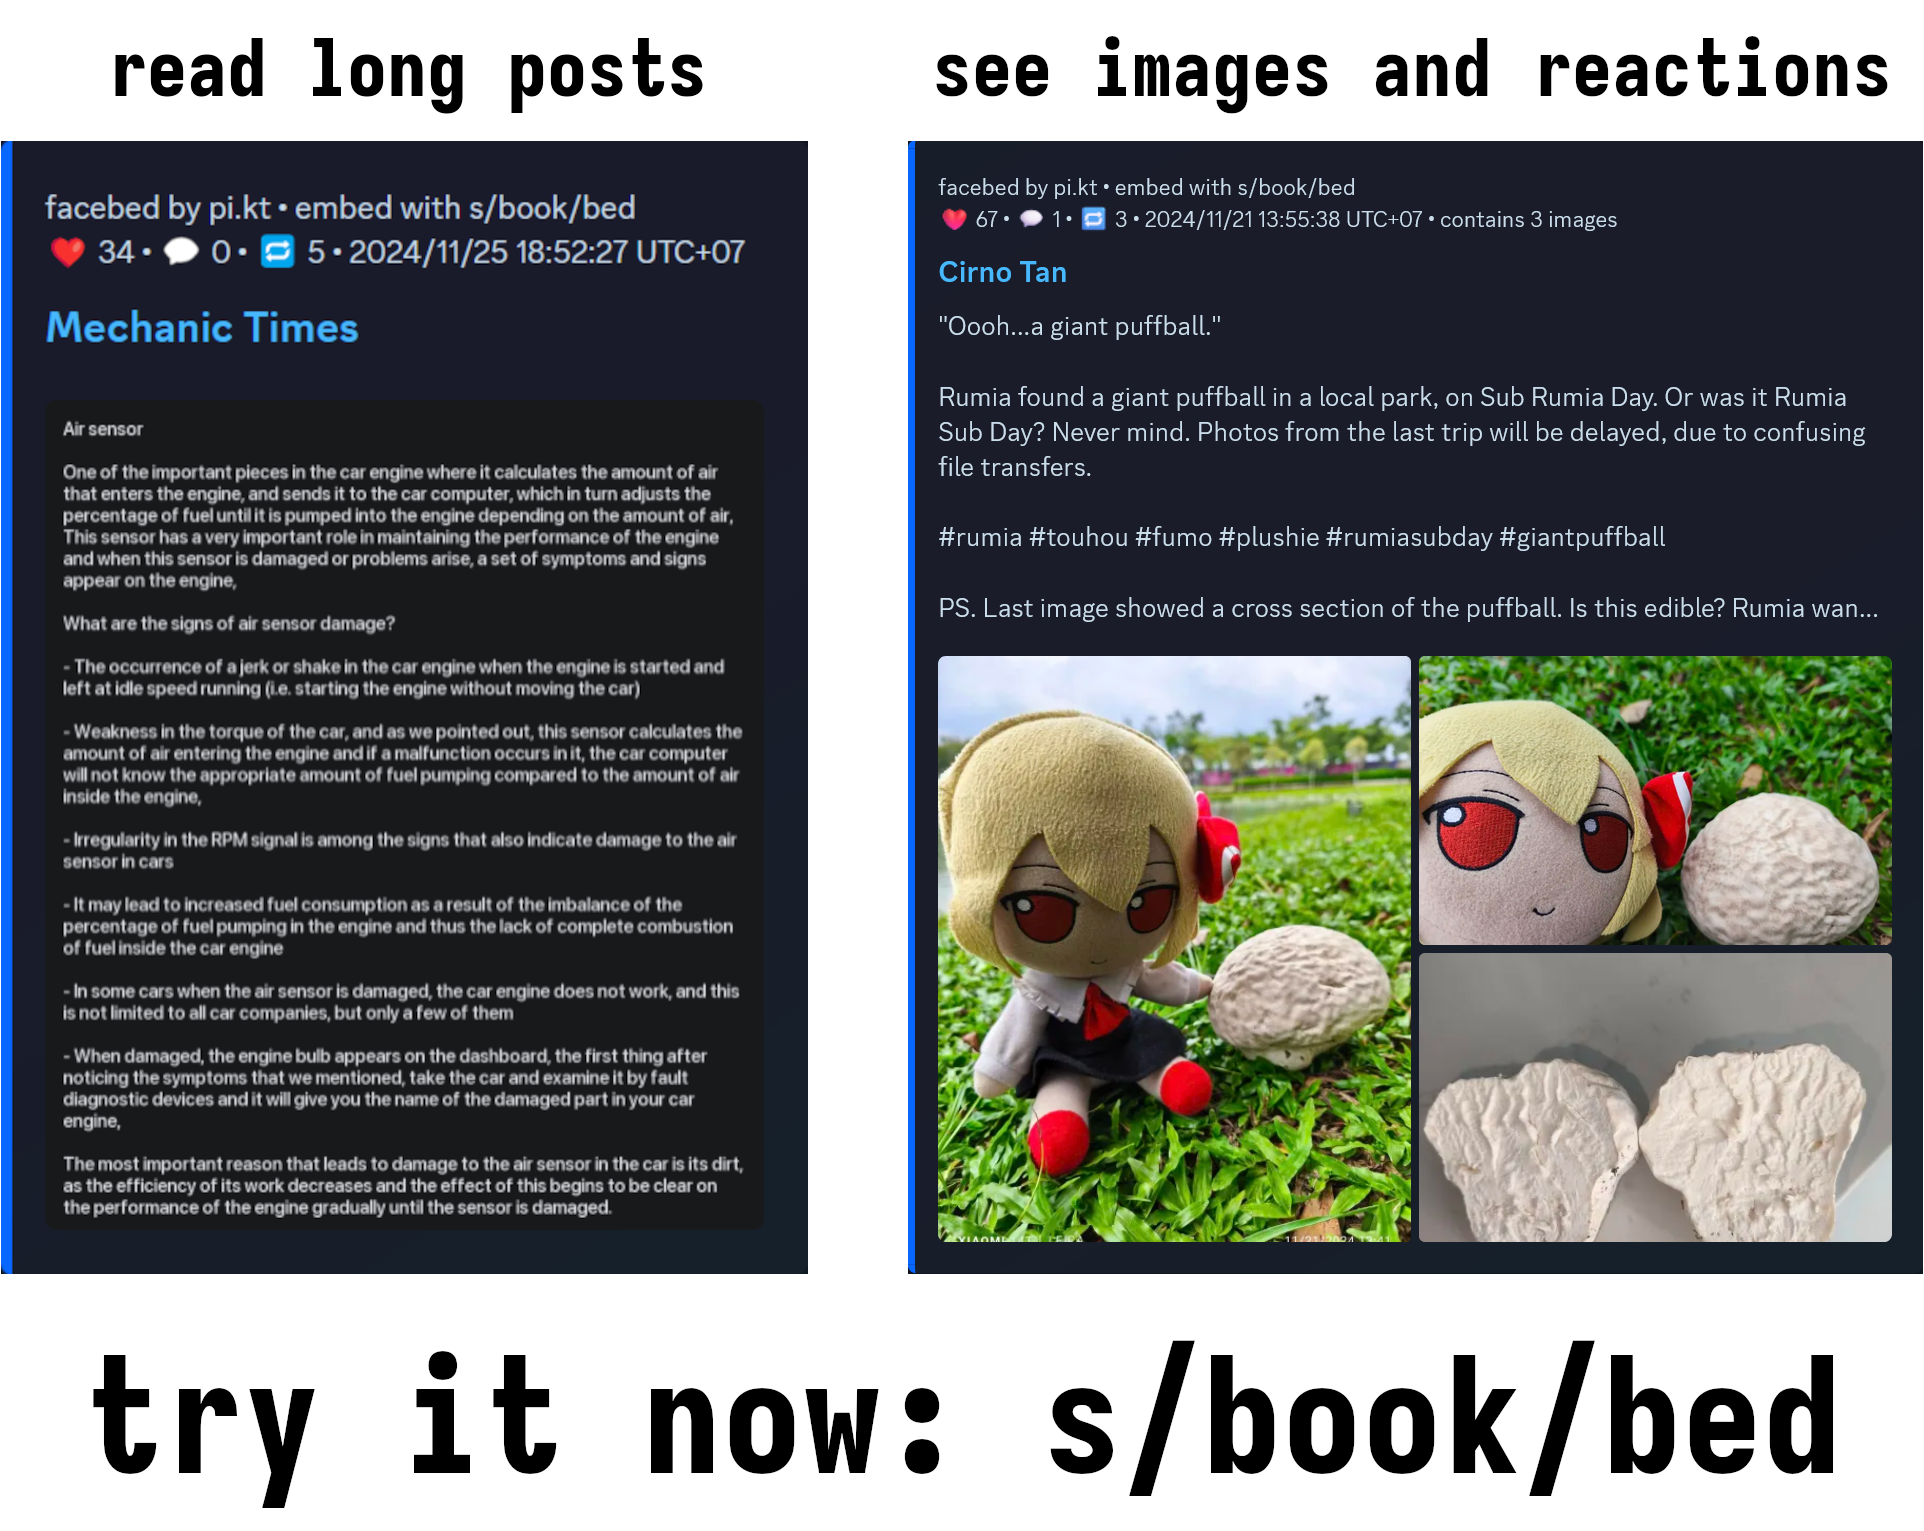 read long posts
facebed by pi.kt • embed with s/book/bed
❤️ 34 • 💬 0 • 🔁 5 • 2024/11/25 18:52:27 UTC+07
Mechanic Times
Air sensor
One of the important pieces in the car engine where it calculates the amount of air
that enters the engine, and sends it to the car computer, which in turn adjusts the
percentage of fuel until it is pumped into the engine depending on the amount of air,
This sensor has a very important role in maintaining the performance of the engine
and when this sensor is damaged or problems arise, a set of symptoms and signs
appear on the engine,
What are the signs of air sensor damage?
- The occurrence of a jerk or shake in the car engine when the engine is started and
left at idle speed running (i.e. starting the engine without moving the car)
- Weakness in the torque of the car, and as we pointed out, this sensor calculates the
amount of air entering the engine and if a malfunction occurs in it, the car computer
will not know the appropriate amount of fuel pumping compared to the amount of air
inside the engine,
- Irregularity in the RPM signal is among the signs that also indicate damage to the air
sensor in cars
- It may lead to increased fuel consumption as a result of the imbalance of the
percentage of fuel pumping in the engine and thus the lack of complete combustion
of fuel inside the car engine
- In some cars when the air sensor is damaged, the car engine does not work, and this
is not limited to all car companies, but only a few of them
- When damaged, the engine bulb appears on the dashboard, the first thing after
noticing the symptoms that we mentioned, take the car and examine it by fault
diagnostic devices and it will give you the name of the damaged part in your car
engine,
The most important reason that leads to damage to the air sensor in the car is its dirt,
as the efficiency of its work decreases and the effect of this begins to be clear on
the performance of the engine gradually until the sensor is damaged.
see images and reactions
facebed by pi.kt • embed with s/book/bed
❤️ 67 • 💬 1 • 🔁 3 • 2024/11/21 13:55:38 UTC+07 • contains 3 images
Cirno Tan
"Oooh...a giant puffball."
Rumia found a giant puffball in a local park, on Sub Rumia Day. Or was it Rumia
Sub Day? Never mind. Photos from the last trip will be delayed, due to confusing
file transfers.
#rumia #touhou #fumo #plushie #rumiasubday #giantpuffball
PS. Last image showed a cross section of the puffball. Is this edible? Rumia wan...
try it now: s/book/bed